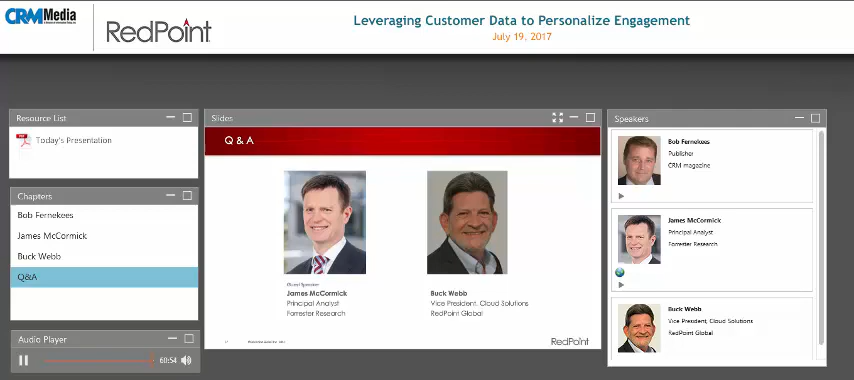 CRM Media
Leveraging Customer Data to Personalize Engagement
RedPoint
July 19, 2017
Resource List
Today's Presentation
Chapters
Bob Fernekees
James McCormick
Buck Webb
Q&A
Audio Player
60:54
Slides
Q & A
Guest Speaker
James McCormick
Principal Analyst
Forrester Research
Buck Webb
Vice President, Cloud Solutions
RedPoint Global
RedPoint
Speakers
Bob Fernekees
Publisher
CRM magazine
James McCormick
Principal Analyst
Forrester Research
Buck Webb
Vice President, Cloud Solutions
RedPoint Global